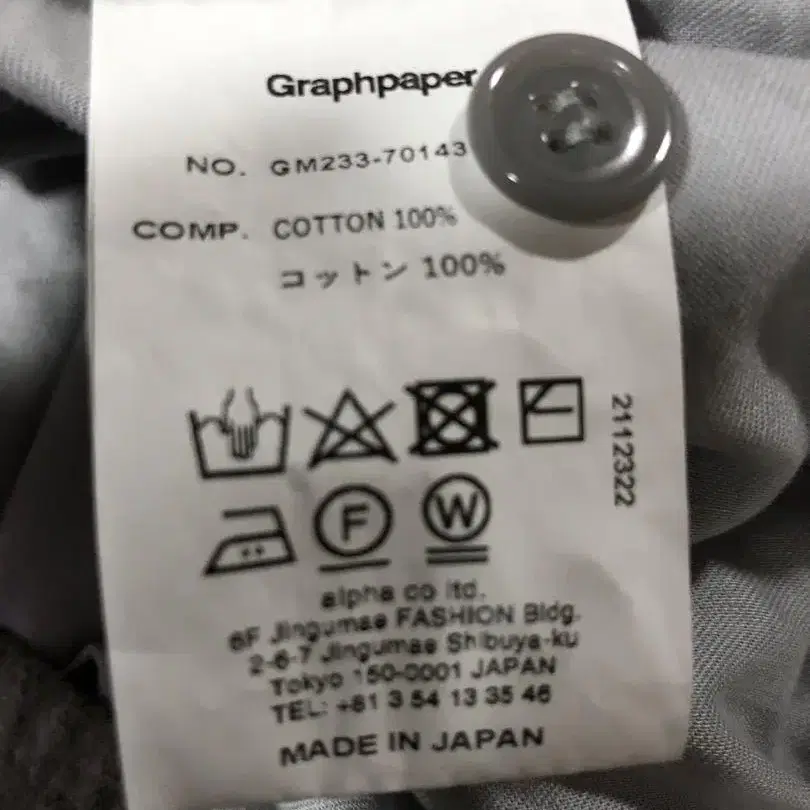 Graphpaper
NO. GM233-70143
COMP. COTTON 100%
コットン 100%
2112322
F W
alpha co ltd.
6F Jingumae FASHION Bldg.
2-6-7 Jingumae Shibuya-ku
Tokyo 150-0001 JAPAN
TEL: +81 3 54 13 35 46
MADE IN JAPAN